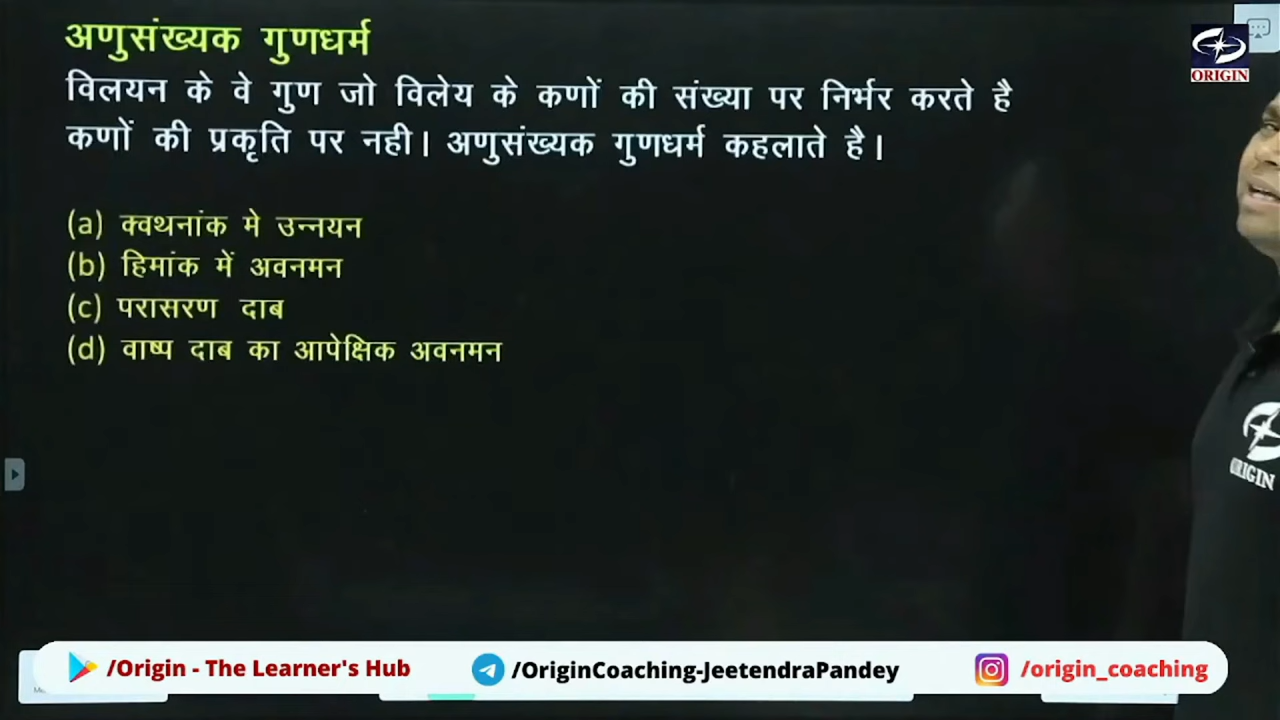 अणुसंख्यक गुणधर्म
विलयन के वे गुण जो विलेय के कणों की संख्या पर निर्भर करते है
कणों की प्रकृति पर नही। अणुसंख्यक गुणधर्म कहलाते है।
(a) क्वथनांक मे उन्नयन
(b) हिमांक में अवनमन
(c) परासरण दाब
(d) वाष्प दाब का आपेक्षिक अवनमन
ORIGIN
ORIGIN
/Origin - The Learner's Hub
/OriginCoaching-JeetendraPandey
/origin_coaching